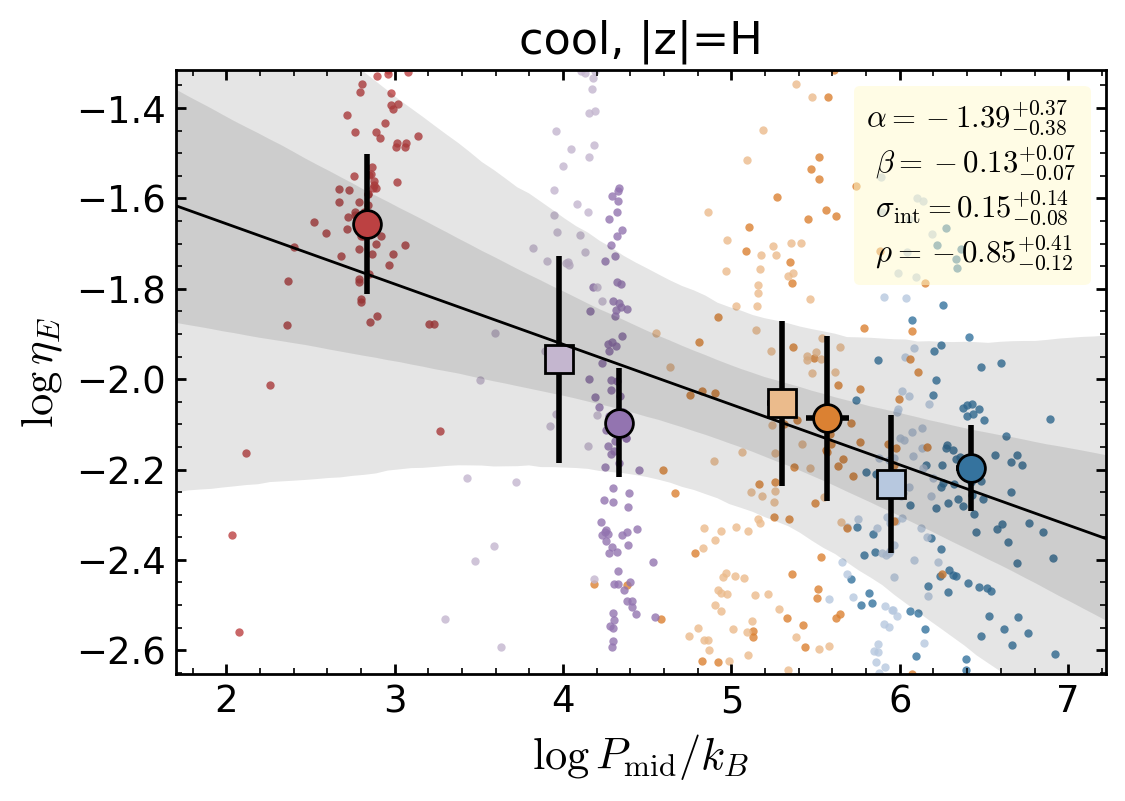 cool, |z|=H
α = − 1.39^{+0.37}_{−0.38}
β = − 0.13^{+0.07}_{−0.07}
σ_int = 0.15^{+0.14}_{−0.08}
ρ = − 0.85^{+0.41}_{−0.12}
log η_E
−1.4
−1.6
−1.8
−2.0
−2.2
−2.4
−2.6
2 3 4 5 6 7
log P_mid/k_B